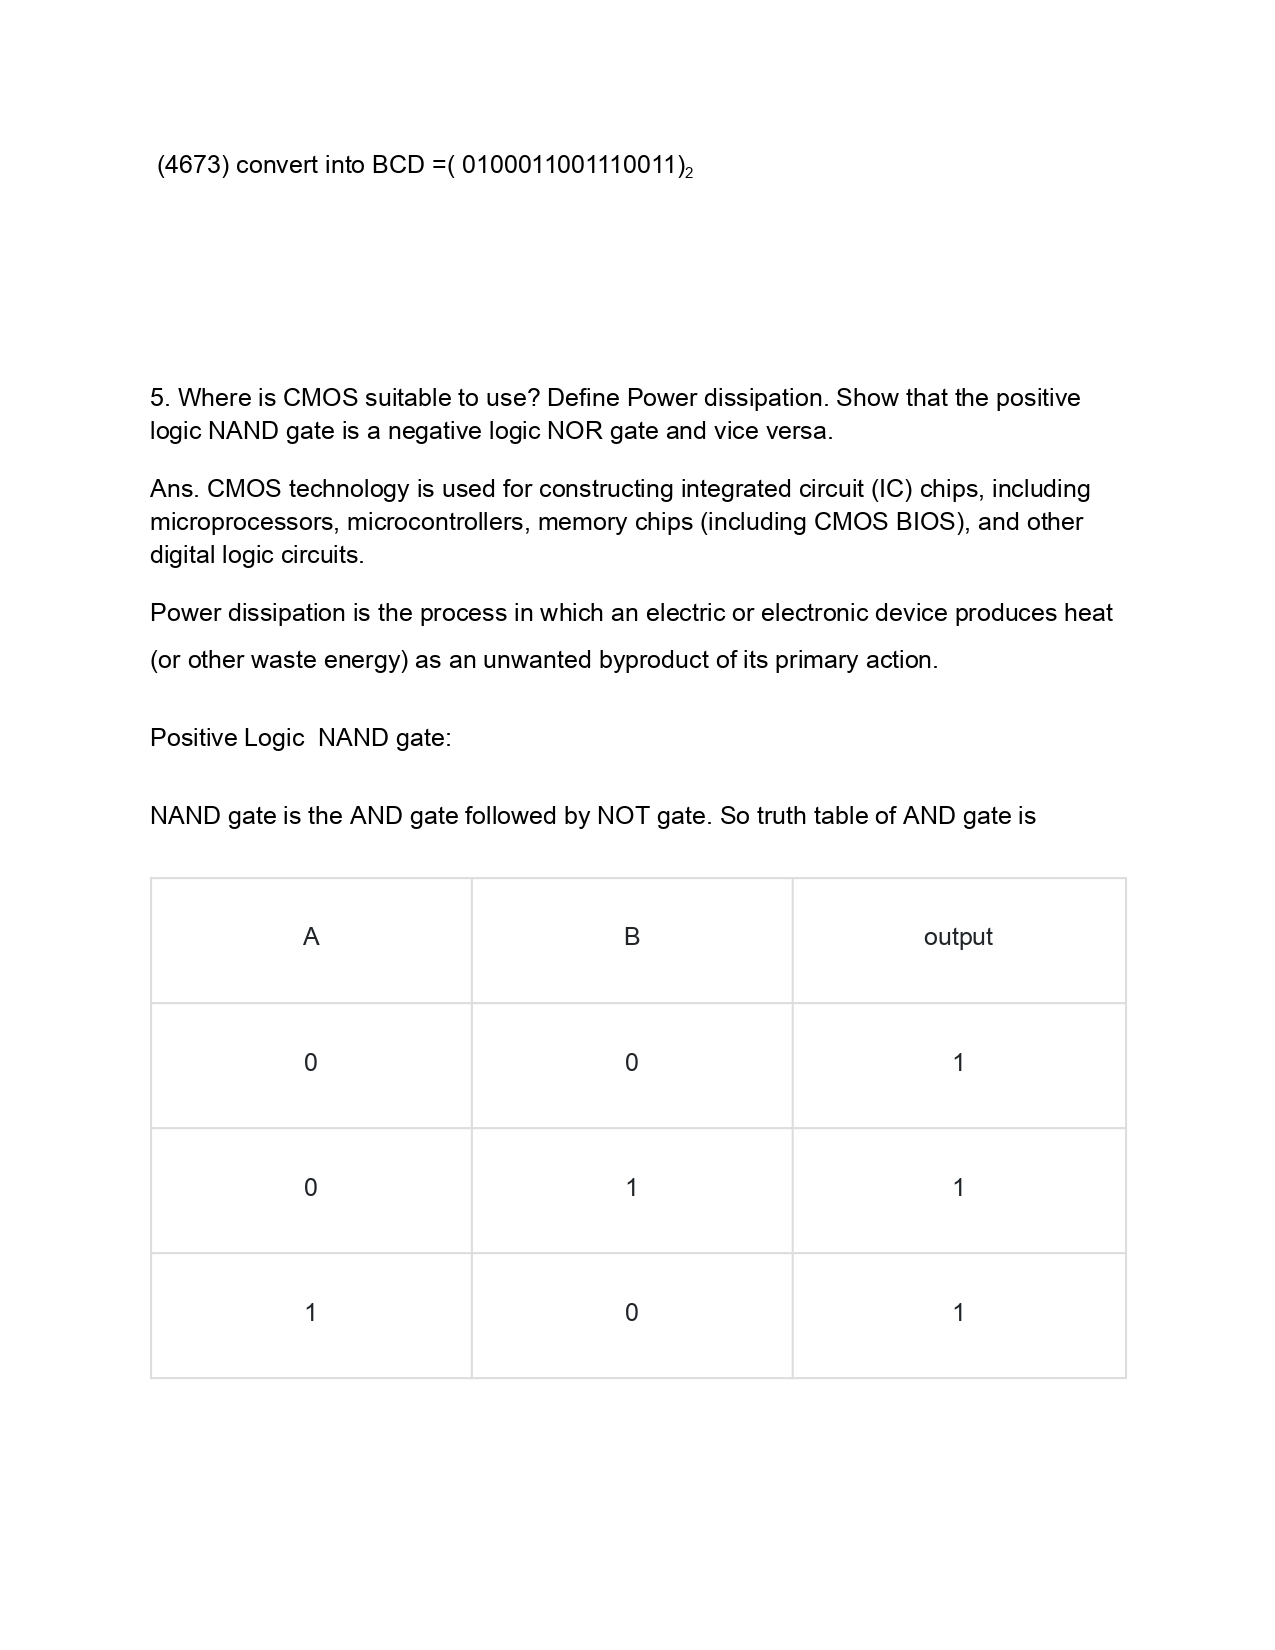 (4673) convert into BCD =( 0100011001110011)₂
5. Where is CMOS suitable to use? Define Power dissipation. Show that the positive
logic NAND gate is a negative logic NOR gate and vice versa.
Ans. CMOS technology is used for constructing integrated circuit (IC) chips, including
microprocessors, microcontrollers, memory chips (including CMOS BIOS), and other
digital logic circuits.
Power dissipation is the process in which an electric or electronic device produces heat
(or other waste energy) as an unwanted byproduct of its primary action.
Positive Logic  NAND gate:
NAND gate is the AND gate followed by NOT gate. So truth table of AND gate is
A B output
0 0 1
0 1 1
1 0 1